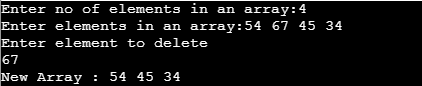 Enter no of elements in an array:4
Enter elements in an array:54 67 45 34
Enter element to delete
67
New Array : 54 45 34